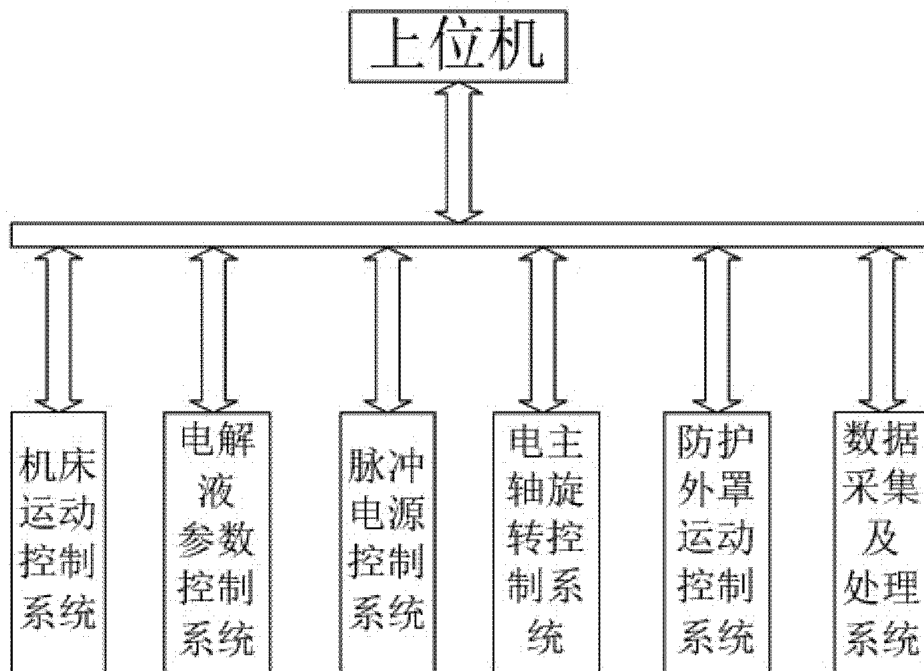 上位机
机床
运动
控制
系统
电解
液
参数
控制
系统
脉冲
电源
控制
系统
电主
轴旋
转控
制系
统
防护
外罩
运动
控制
系统
数据
采集
及
处理
系统